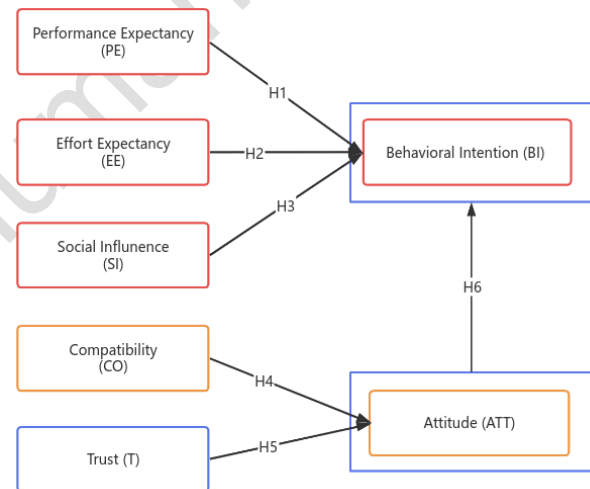 Performance Expectancy
(PE)
H1
Effort Expectancy
(EE)
H2
Behavioral Intention (BI)
H3
Social Influnence
(SI)
H6
Compatibility
(CO)
H4
Attitude (ATT)
H5
Trust (T)